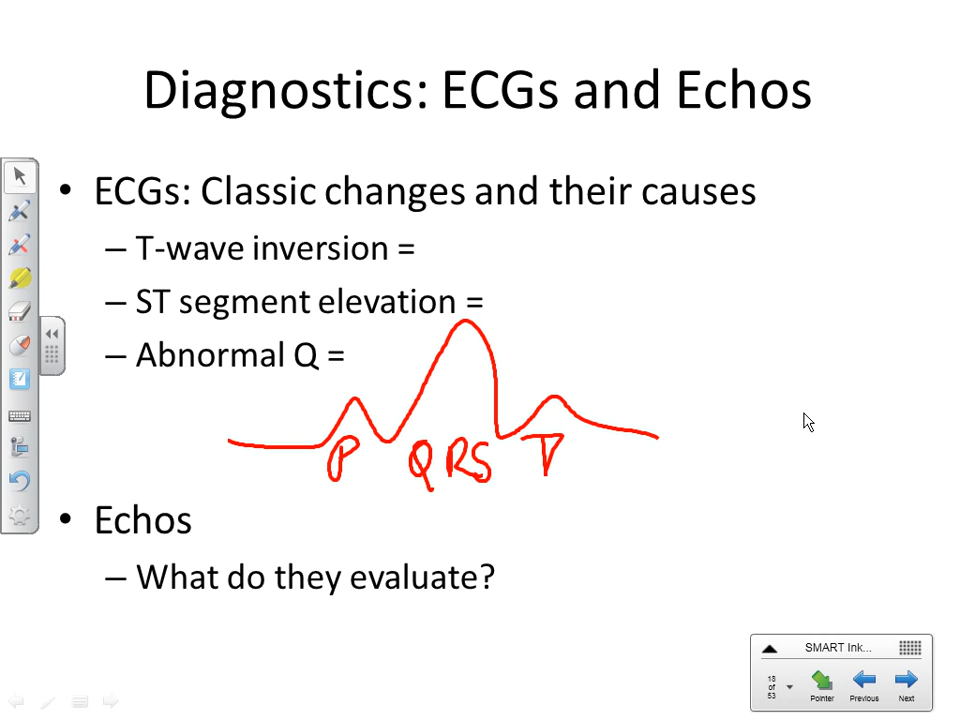 Diagnostics: ECGs and Echos
• ECGs: Classic changes and their causes
– T-wave inversion =
– ST segment elevation =
– Abnormal Q =
P QRS T
• Echos
– What do they evaluate?
SMART Ink...
18
of
53
Pointer Previous Next